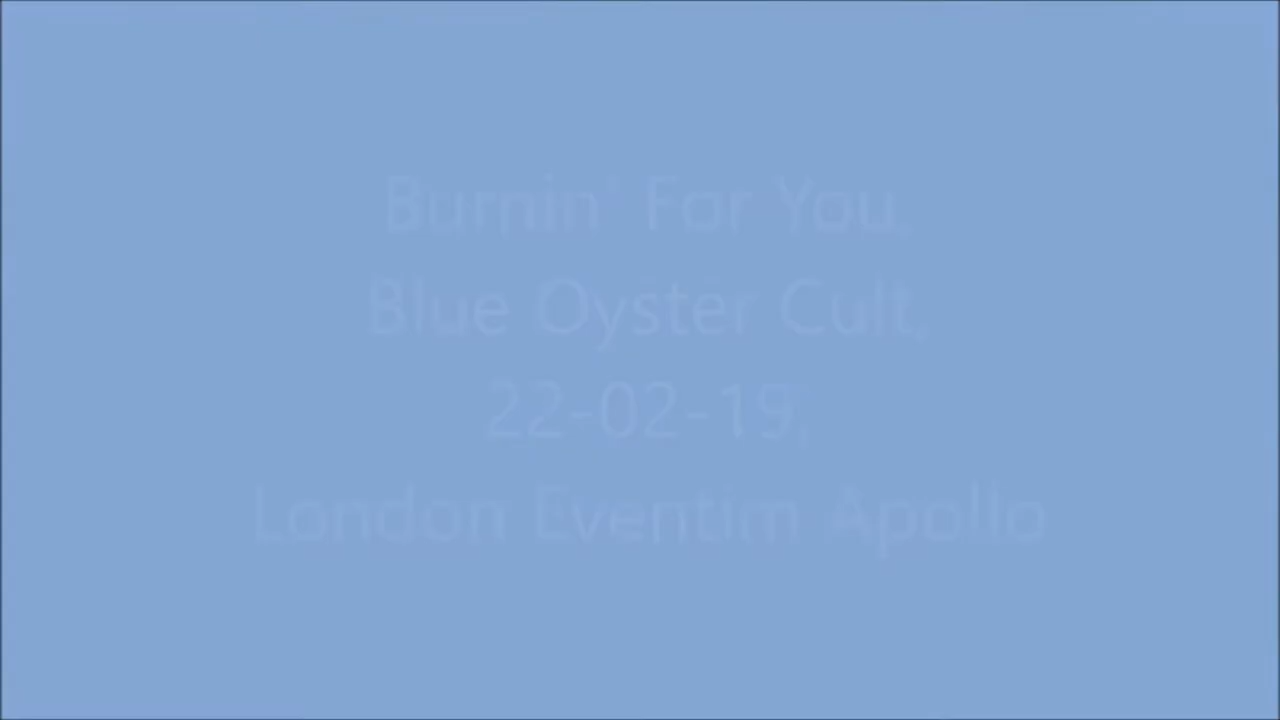 Burnin' For You,
Blue Oyster Cult,
22-02-19,
London Eventim Apollo